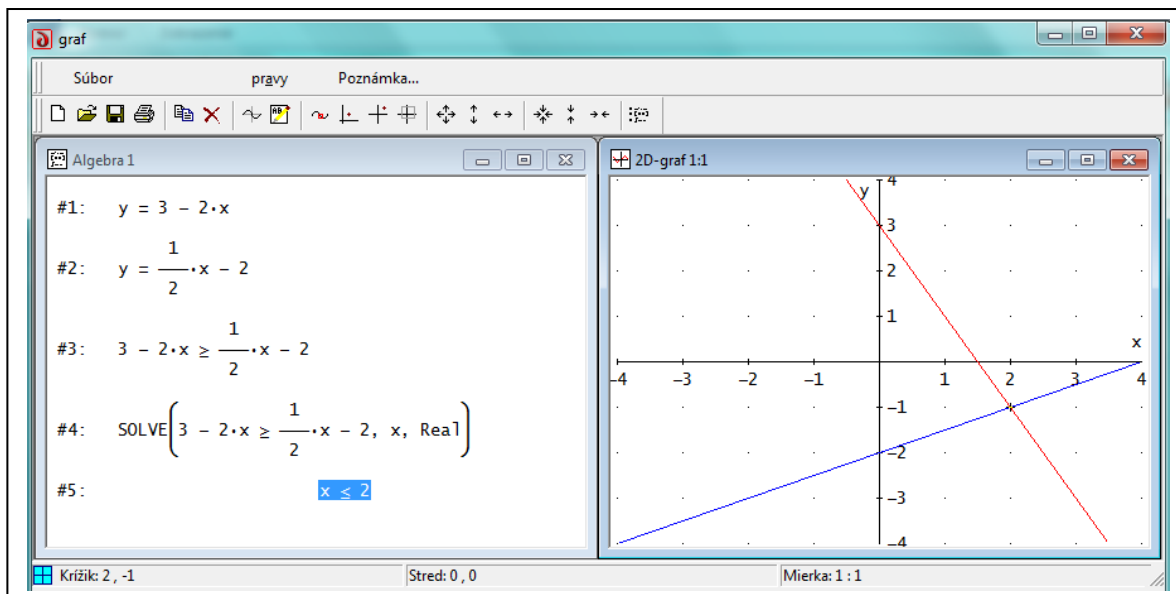 graf
Súbor pravy Poznámka...
Algebra 1
#1: y = 3 - 2·x
#2: y = 1/2·x - 2
#3: 3 - 2·x ≥ 1/2·x - 2
#4: SOLVE(3 - 2·x ≥ 1/2·x - 2, x, Real)
#5: x ≤ 2
2D-graf 1:1
4
y
3
2
1
x
-4 -3 -2 -1 1 2 3 4
-1
-2
-3
-4
Krížik: 2 , -1 Stred: 0 , 0 Mierka: 1 : 1